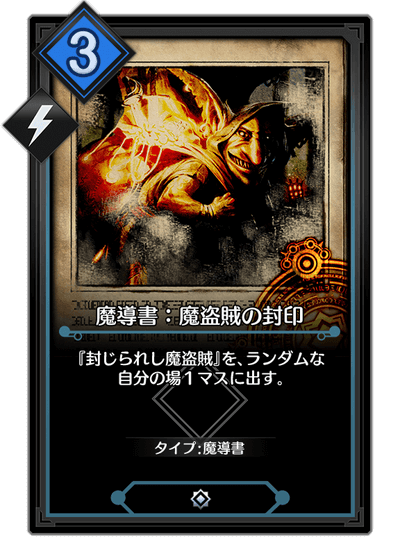 3
魔導書：魔盗賊の封印
『封じられし魔盗賊』を、ランダムな
自分の場1マスに出す。
タイプ:魔導書